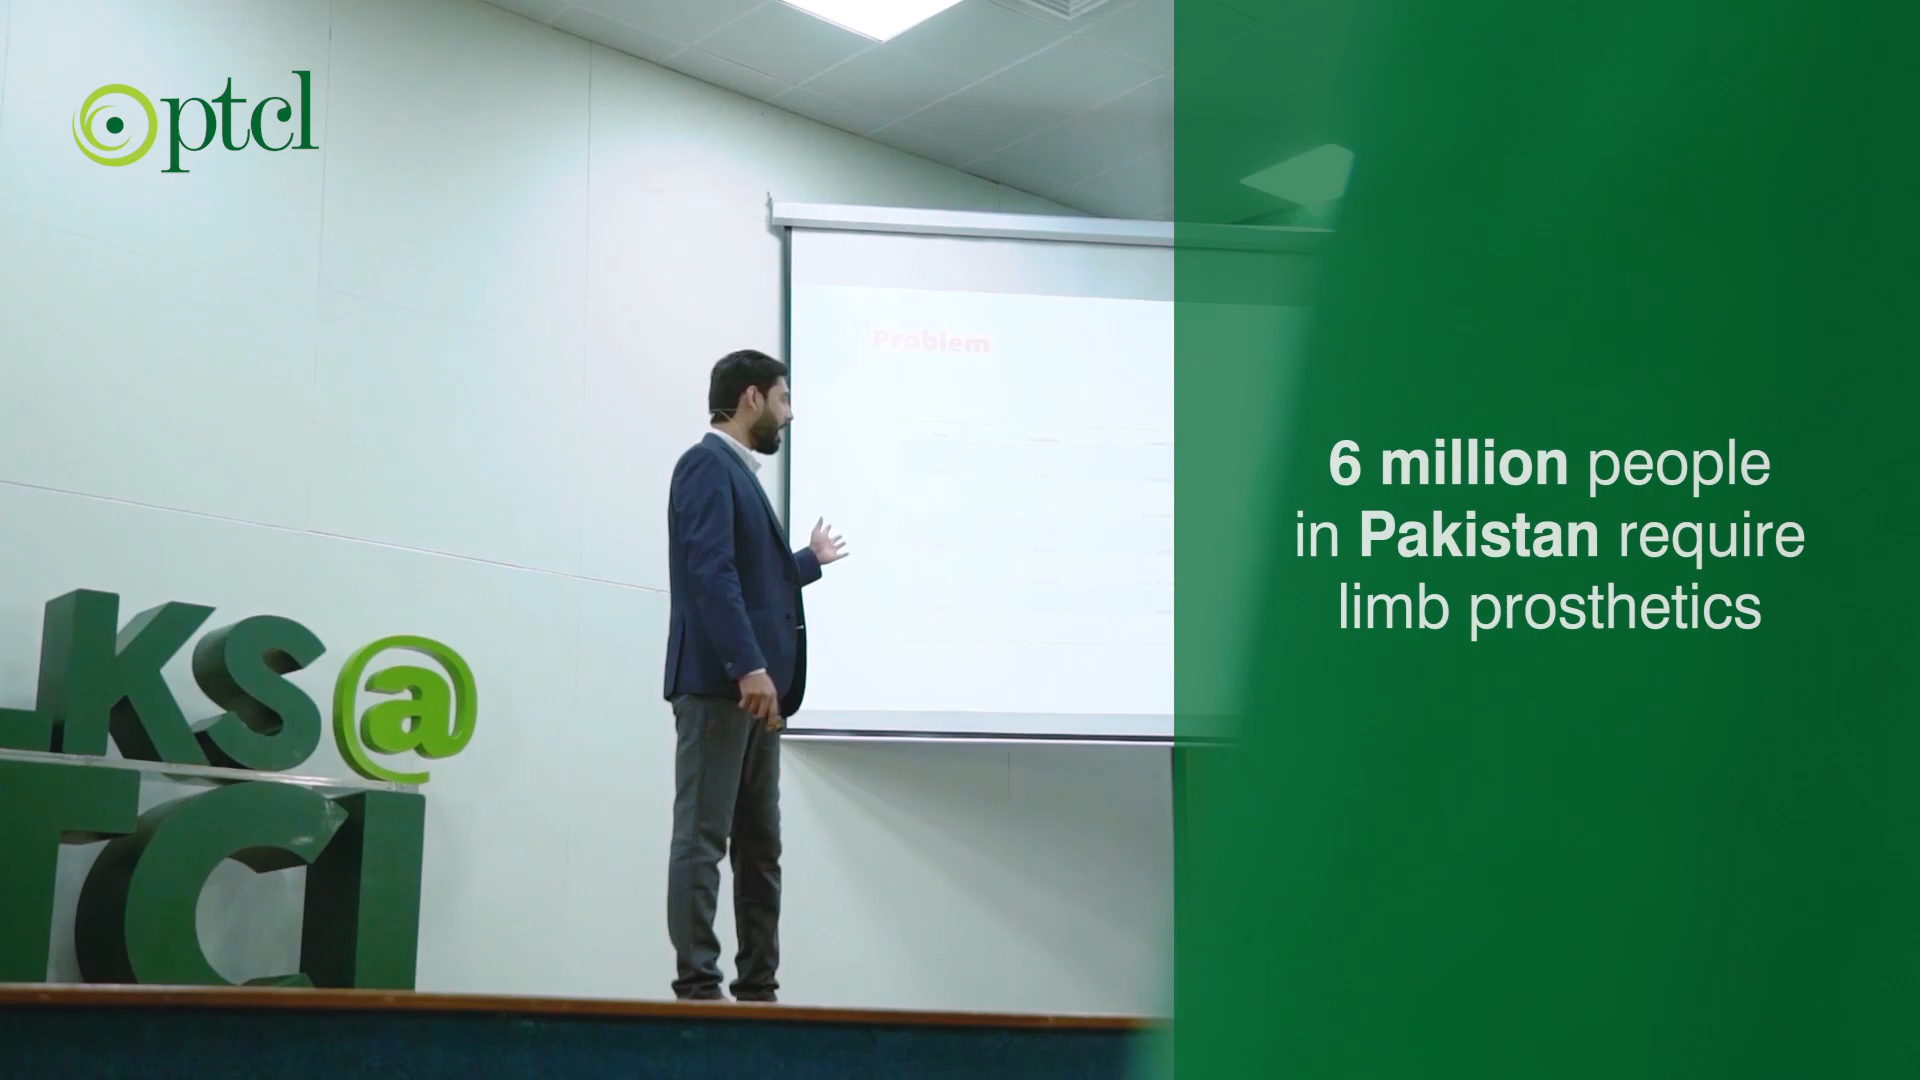 ptcl
Problem
LKS@
TCL
6 million people
in Pakistan require
limb prosthetics